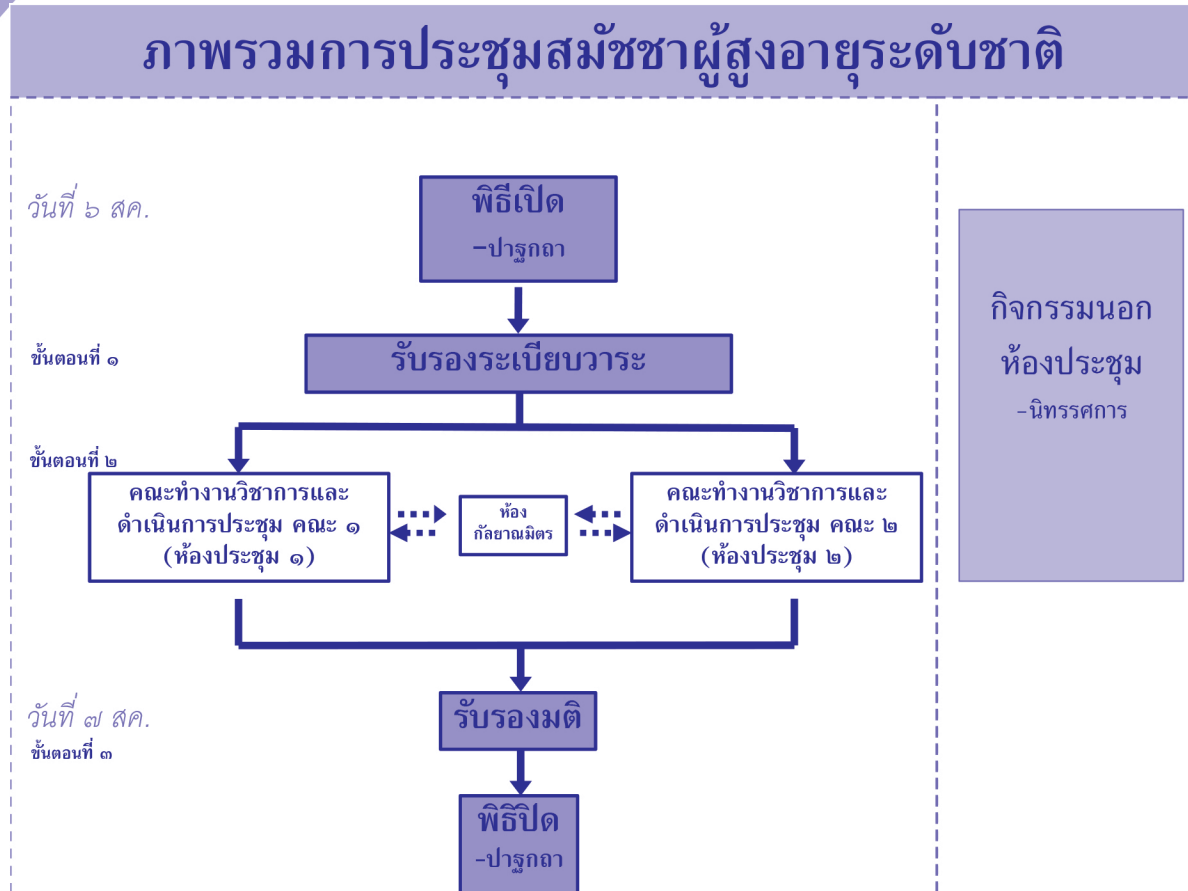 ภาพรวมการประชุมสมัชชาผู้สูงอายุระดับชาติ
วันที่ ๖ สค.
พิธีเปิด
-ปาฐกถา
ขั้นตอนที่ ๑
รับรองระเบียบวาระ
ขั้นตอนที่ ๒
คณะทำงานวิชาการและ
ดำเนินการประชุม คณะ ๑
(ห้องประชุม ๑)
ห้อง
กัลยาณมิตร
คณะทำงานวิชาการและ
ดำเนินการประชุม คณะ ๒
(ห้องประชุม ๒)
วันที่ ๗ สค.
ขั้นตอนที่ ๓
รับรองมติ
พิธีปิด
-ปาฐกถา
กิจกรรมนอก
ห้องประชุม
-นิทรรศการ